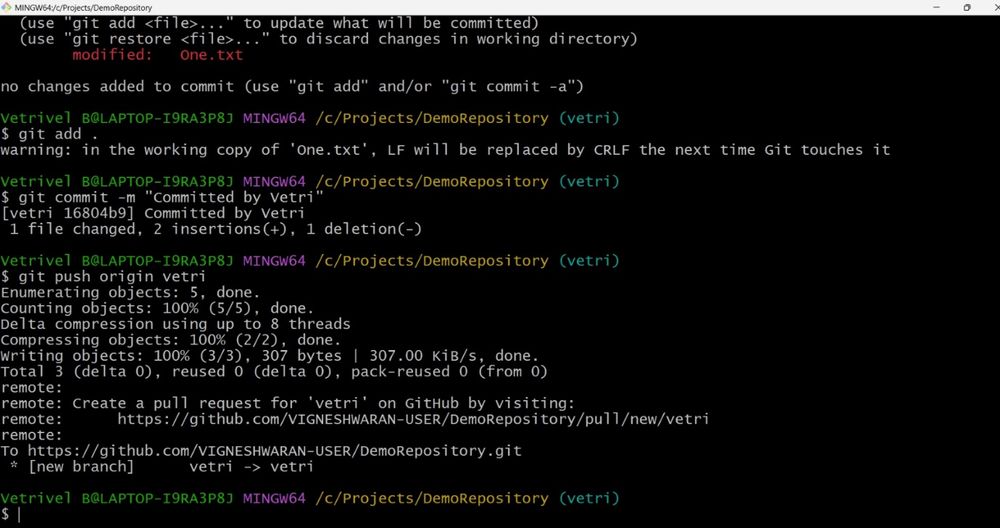 MINGW64:/c/Projects/DemoRepository
(use "git add <file>..." to update what will be committed)
(use "git restore <file>..." to discard changes in working directory)
modified:   One.txt
no changes added to commit (use "git add" and/or "git commit -a")
Vetrivel B@LAPTOP-I9RA3P8J MINGW64 /c/Projects/DemoRepository (vetri)
$ git add .
warning: in the working copy of 'One.txt', LF will be replaced by CRLF the next time Git touches it
Vetrivel B@LAPTOP-I9RA3P8J MINGW64 /c/Projects/DemoRepository (vetri)
$ git commit -m "Committed by Vetri"
[vetri 16804b9] Committed by Vetri
1 file changed, 2 insertions(+), 1 deletion(-)
Vetrivel B@LAPTOP-I9RA3P8J MINGW64 /c/Projects/DemoRepository (vetri)
$ git push origin vetri
Enumerating objects: 5, done.
Counting objects: 100% (5/5), done.
Delta compression using up to 8 threads
Compressing objects: 100% (2/2), done.
Writing objects: 100% (3/3), 307 bytes | 307.00 KiB/s, done.
Total 3 (delta 0), reused 0 (delta 0), pack-reused 0 (from 0)
remote:
remote: Create a pull request for 'vetri' on GitHub by visiting:
remote:      https://github.com/VIGNESHWARAN-USER/DemoRepository/pull/new/vetri
remote:
To https://github.com/VIGNESHWARAN-USER/DemoRepository.git
* [new branch]      vetri -> vetri
Vetrivel B@LAPTOP-I9RA3P8J MINGW64 /c/Projects/DemoRepository (vetri)
$